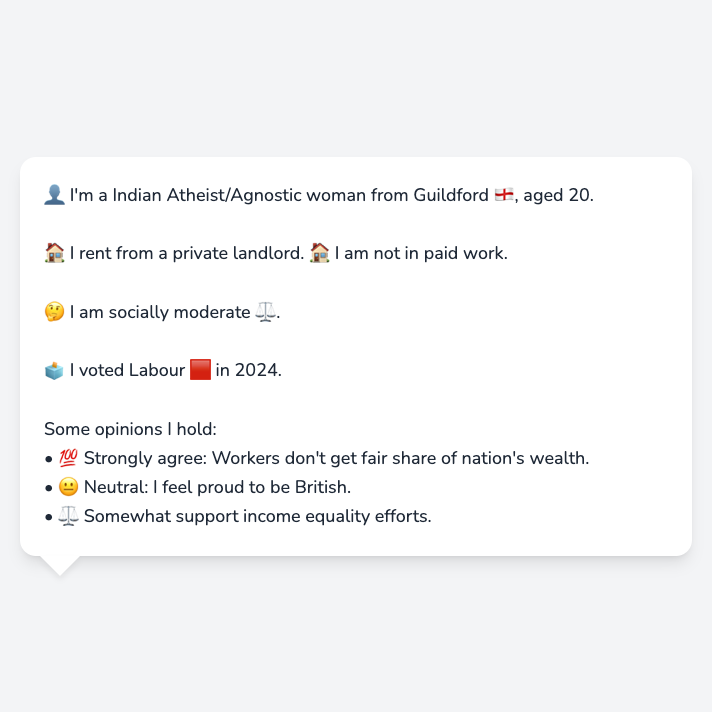 👤 I'm a Indian Atheist/Agnostic woman from Guildford 🏴󠁧󠁢󠁥󠁮󠁧󠁿, aged 20.
🏠 I rent from a private landlord. 🏠 I am not in paid work.
🤔 I am socially moderate ⚖️.
🗳️ I voted Labour 🟥 in 2024.
Some opinions I hold:
• 💯 Strongly agree: Workers don't get fair share of nation's wealth.
• 😐 Neutral: I feel proud to be British.
• ⚖️ Somewhat support income equality efforts.